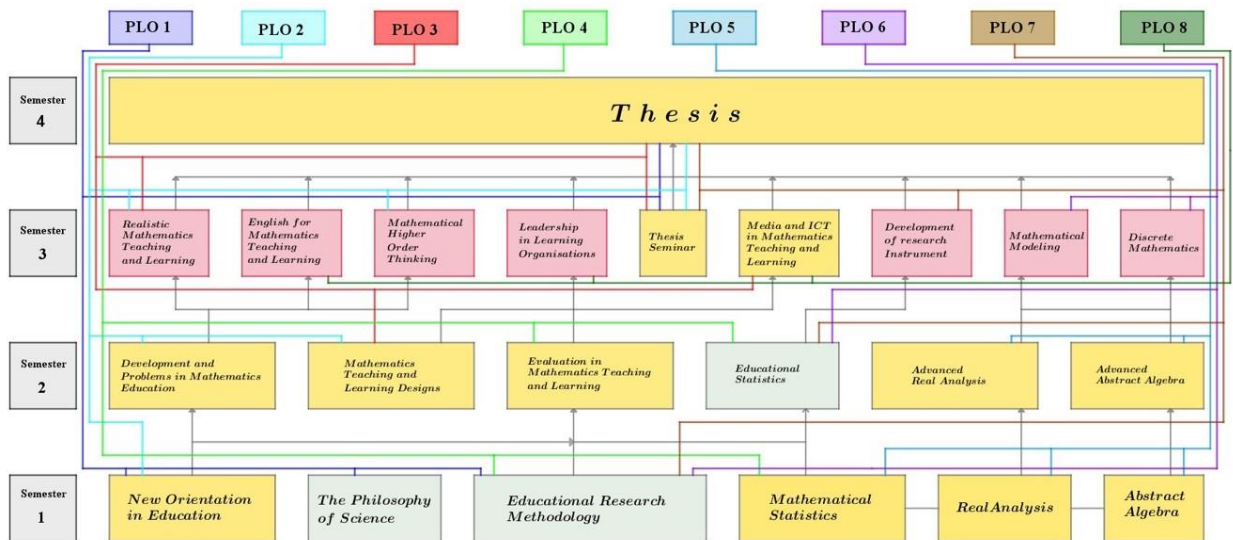 PLO 1
PLO 2
PLO 3
PLO 4
PLO 5
PLO 6
PLO 7
PLO 8
Semester
4
Thesis
Semester
3
Realistic
Mathematics
Teaching
and Learning
English for
Mathematics
Teaching
and Learning
Mathematical
Higher
Order
Thinking
Leadership
in Learning
Organisations
Thesis
Seminar
Media and ICT
in Mathematics
Teaching and
Learning
Development
of research
Instrument
Mathematical
Modeling
Discrete
Mathematics
Semester
2
Development and
Problems in Mathematics
Education
Mathematics
Teaching and
Learning Designs
Evaluation in
Mathematics Teaching
and Learning
Educational
Statistics
Advanced
Real Analysis
Advanced
Abstract Algebra
Semester
1
New Orientation
in Education
The Philosophy
of Science
Educational Research
Methodology
Mathematical
Statistics
Real Analysis
Abstract
Algebra